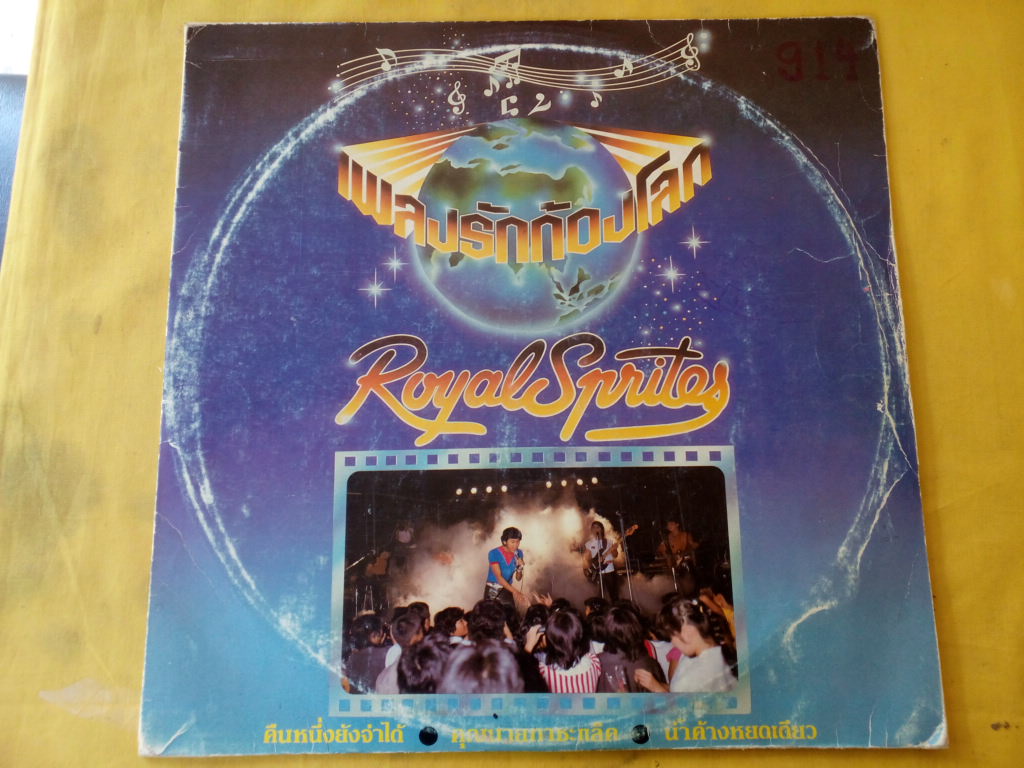 914
เพลงรักก้องโลก
Royal Sprites
คืนหนึ่งยังจำได้ ● ● น้ำค้างหยดเดียว